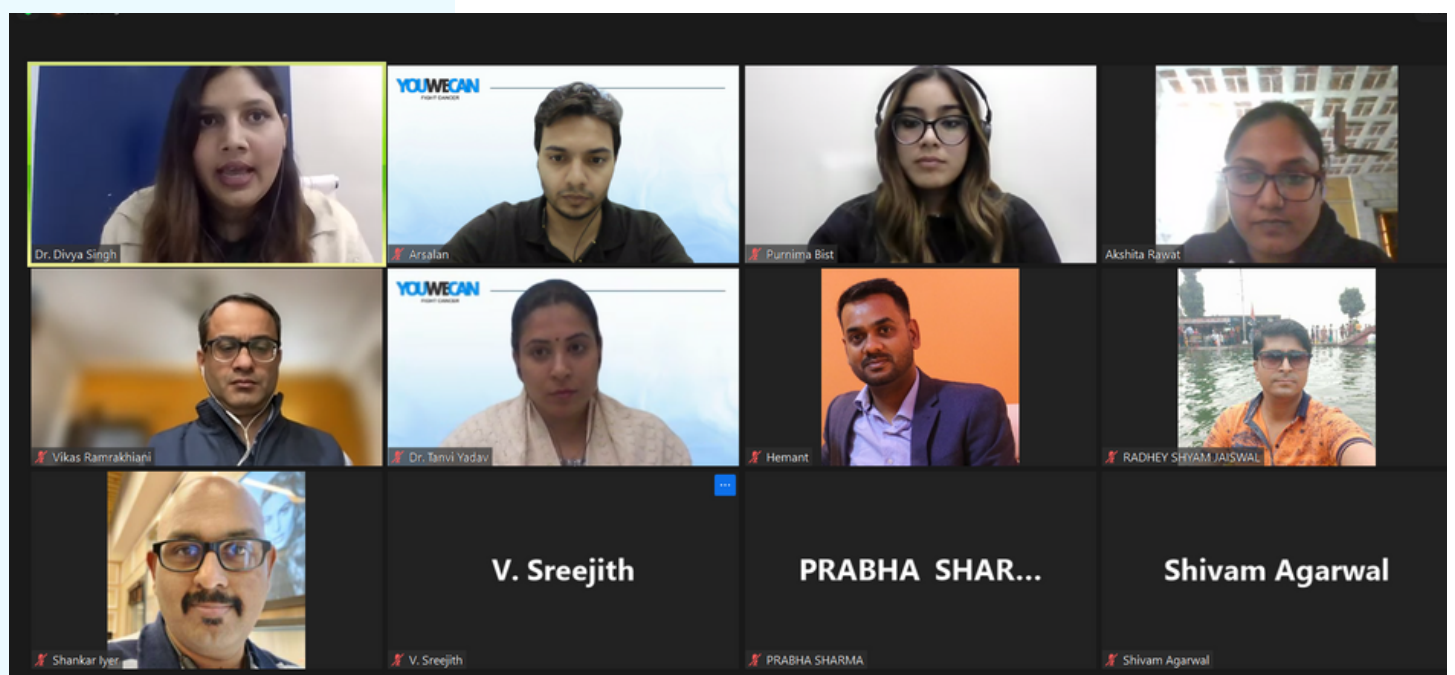 Dr. Divya Singh
YOUWECAN
FIGHT CANCER
Arsalan
Purnima Bist
Akshita Rawat
Vikas Ramrakhiani
YOUWECAN
FIGHT CANCER
Dr. Tanvi Yadav
Hemant
RADHEY SHYAM JAISWAL
Shankar Iyer
V. Sreejith
V. Sreejith
PRABHA SHAR...
PRABHA SHARMA
Shivam Agarwal
Shivam Agarwal